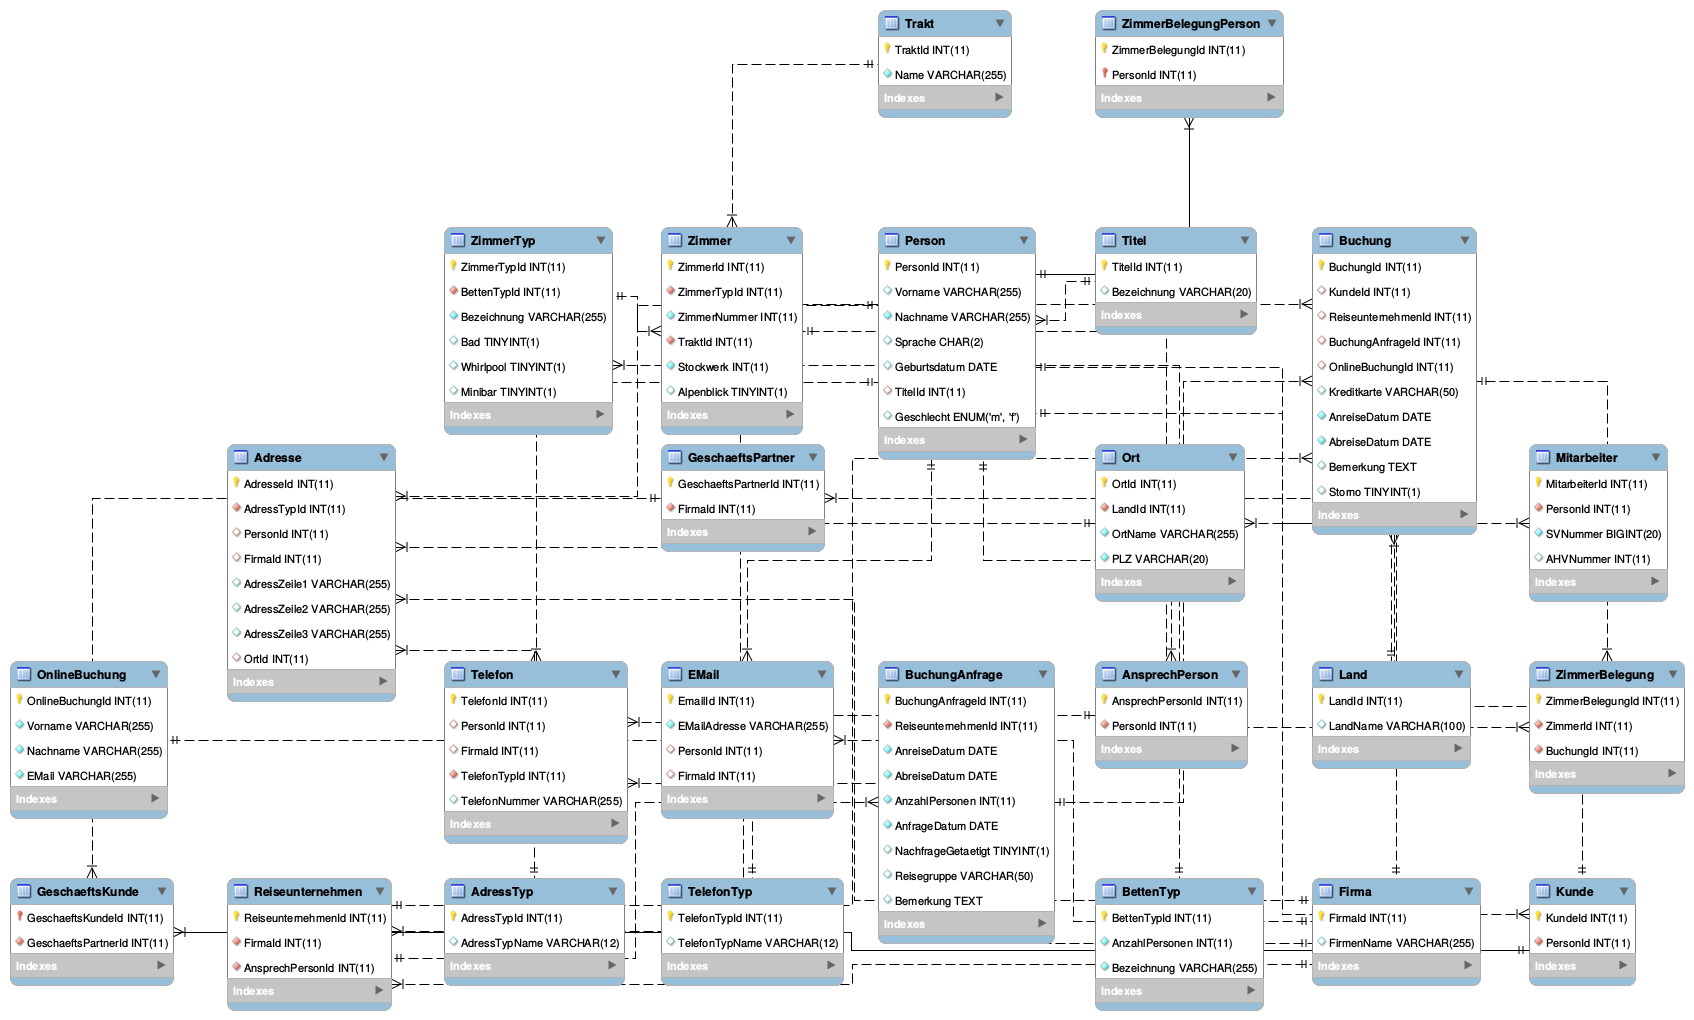 Trakt
TraktId INT(11)
Name VARCHAR(255)
Indexes
ZimmerBelegungPerson
ZimmerBelegungId INT(11)
PersonId INT(11)
Indexes
ZimmerTyp
ZimmerTypId INT(11)
BettenTypId INT(11)
Bezeichnung VARCHAR(255)
Bad TINYINT(1)
Whirlpool TINYINT(1)
Minibar TINYINT(1)
Indexes
Zimmer
ZimmerId INT(11)
ZimmerTypId INT(11)
ZimmerNummer INT(11)
TraktId INT(11)
Stockwerk INT(11)
Alpenblick TINYINT(1)
Indexes
Person
PersonId INT(11)
Vorname VARCHAR(255)
Nachname VARCHAR(255)
Sprache CHAR(2)
Geburtsdatum DATE
TitelId INT(11)
Geschlecht ENUM('m', 'f')
Indexes
Titel
TitelId INT(11)
Bezeichnung VARCHAR(20)
Indexes
Buchung
BuchungId INT(11)
KundeId INT(11)
ReiseunternehmenId INT(11)
BuchungAnfrageId INT(11)
OnlineBuchungId INT(11)
Kreditkarte VARCHAR(50)
AnreiseDatum DATE
AbreiseDatum DATE
Bemerkung TEXT
Storno TINYINT(1)
Indexes
Adresse
AdresseId INT(11)
AdressTypId INT(11)
PersonId INT(11)
FirmaId INT(11)
AdressZeile1 VARCHAR(255)
AdressZeile2 VARCHAR(255)
AdressZeile3 VARCHAR(255)
OrtId INT(11)
Indexes
GeschaeftsPartner
GeschaeftsPartnerId INT(11)
FirmaId INT(11)
Indexes
Ort
OrtId INT(11)
LandId INT(11)
OrtName VARCHAR(255)
PLZ VARCHAR(20)
Indexes
Mitarbeiter
MitarbeiterId INT(11)
PersonId INT(11)
SVNummer BIGINT(20)
AHVNummer INT(11)
Indexes
OnlineBuchung
OnlineBuchungId INT(11)
Vorname VARCHAR(255)
Nachname VARCHAR(255)
EMail VARCHAR(255)
Indexes
Telefon
TelefonId INT(11)
PersonId INT(11)
FirmaId INT(11)
TelefonTypId INT(11)
TelefonNummer VARCHAR(255)
Indexes
EMail
EmailId INT(11)
EMailAdresse VARCHAR(255)
PersonId INT(11)
FirmaId INT(11)
Indexes
BuchungAnfrage
BuchungAnfrageId INT(11)
ReiseunternehmenId INT(11)
AnreiseDatum DATE
AbreiseDatum DATE
AnzahlPersonen INT(11)
AnfrageDatum DATE
NachfrageGetaetigt TINYINT(1)
Reisegruppe VARCHAR(50)
Bemerkung TEXT
Indexes
AnsprechPerson
AnsprechPersonId INT(11)
PersonId INT(11)
Indexes
Land
LandId INT(11)
LandName VARCHAR(100)
Indexes
ZimmerBelegung
ZimmerBelegungId INT(11)
ZimmerId INT(11)
BuchungId INT(11)
Indexes
GeschaeftsKunde
GeschaeftsKundeId INT(11)
GeschaeftsPartnerId INT(11)
Indexes
Reiseunternehmen
ReiseunternehmenId INT(11)
FirmaId INT(11)
AnsprechPersonId INT(11)
Indexes
AdressTyp
AdressTypId INT(11)
AdressTypName VARCHAR(12)
Indexes
TelefonTyp
TelefonTypId INT(11)
TelefonTypName VARCHAR(12)
Indexes
BettenTyp
BettenTypId INT(11)
AnzahlPersonen INT(11)
Bezeichnung VARCHAR(255)
Indexes
Firma
FirmaId INT(11)
FirmenName VARCHAR(255)
Indexes
Kunde
KundeId INT(11)
PersonId INT(11)
Indexes